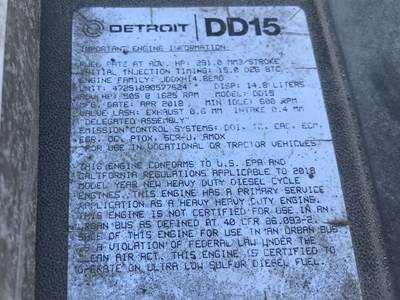 DETROIT DD15
IMPORTANT ENGINE INFORMATION:
FUEL RATE AT ADV. HP: 291.0 MM3/STROKE
INITIAL INJECTION TIMING: 15.0 DEG BTC
ENGINE FAMILY: JDDXH14.8EAD
UNIT: DISP: 14.8 LITERS
ADV HP: 505 @ 1625 RPM MODEL: DD15
MFG. DATE: APR 2018 MIN IDLE: 600 RPM
VALVE LASH: EXHAUST 0.6 MM INTAKE 0.4 MM
"DELEGATED ASSEMBLY"
EMISSION CONTROL SYSTEMS: DDI, TC, CAC, ECM,
EGR, OC, PTOX, SCR-U, AMOX
"FOR USE IN VOCATIONAL OR TRACTOR VEHICLES"
THIS ENGINE CONFORMS TO U.S. EPA AND
CALIFORNIA REGULATIONS APPLICABLE TO 2018
MODEL YEAR NEW HEAVY DUTY DIESEL CYCLE
ENGINES. THIS ENGINE HAS A PRIMARY SERVICE
APPLICATION AS A HEAVY HEAVY DUTY ENGINE.
THIS ENGINE IS NOT CERTIFIED FOR USE IN AN
URBAN BUS AS DEFINED AT 40 CFR 86.093-2.
SALE OF THIS ENGINE FOR USE IN AN URBAN BUS
IS A VIOLATION OF FEDERAL LAW UNDER THE
CLEAN AIR ACT. THIS ENGINE IS CERTIFIED TO
OPERATE ON ULTRA LOW SULFUR DIESEL FUEL.